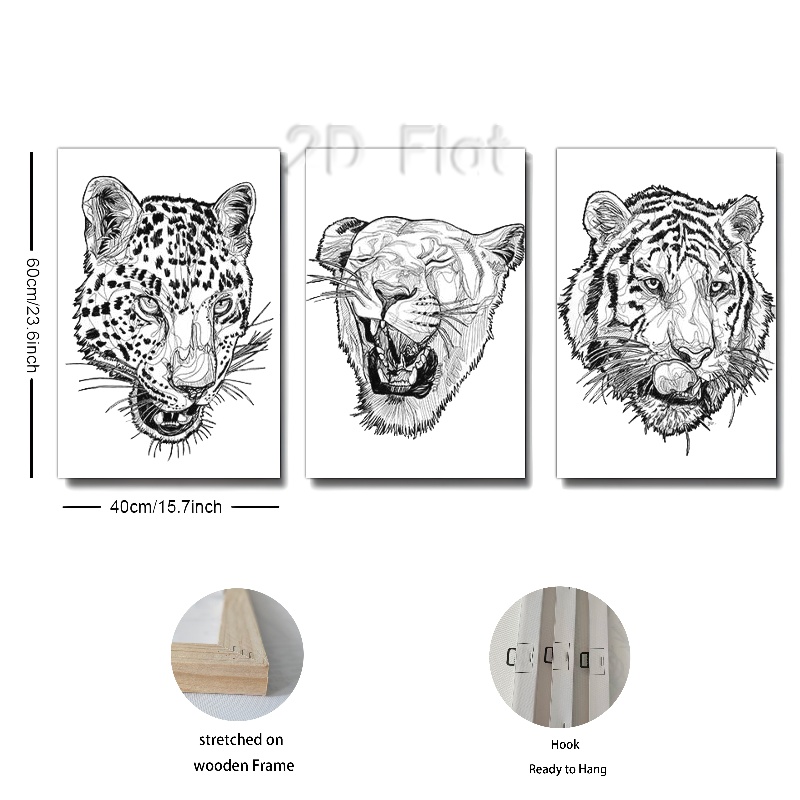 2D Flat
60cm/23.6inch
40cm/15.7inch
stretched on
wooden Frame
Hook
Ready to Hang